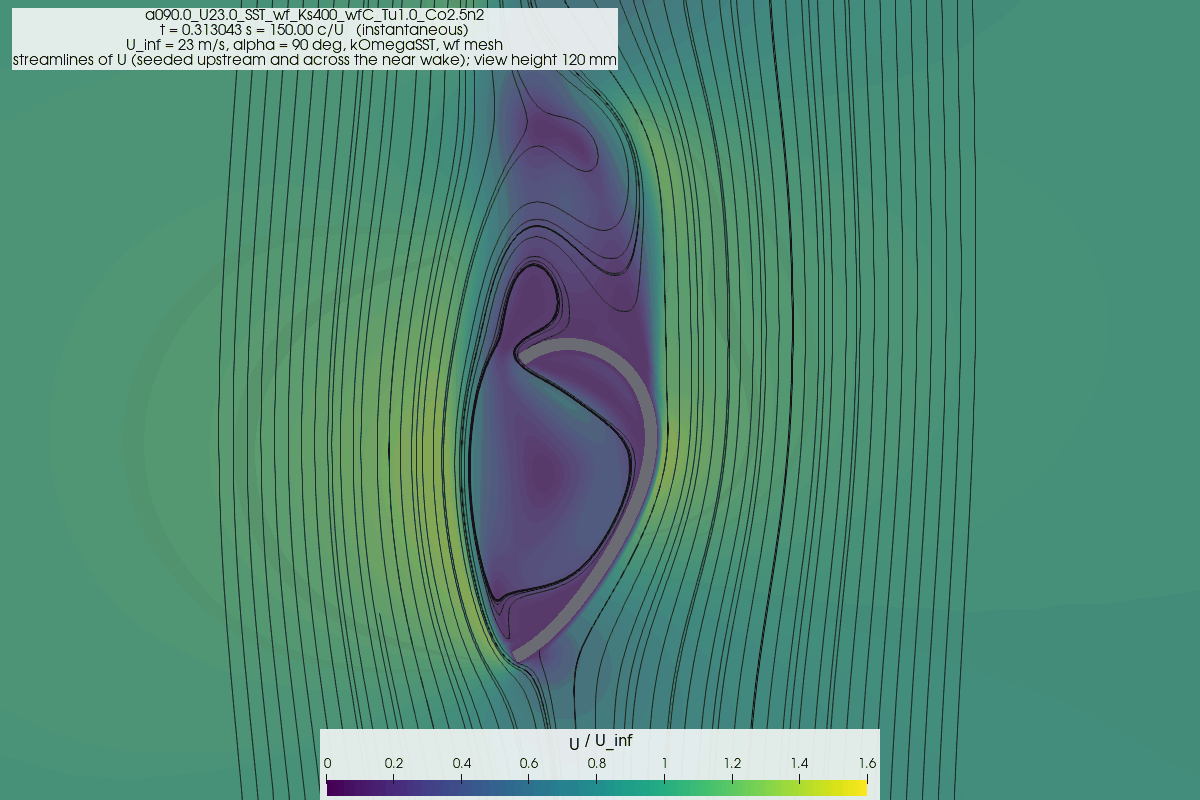 a090.0_U23.0_SST_wf_Ks400_wfC_Tu1.0_Co2.5n2
t = 0.313043 s = 150.00 c/U (instantaneous)
U_inf = 23 m/s, alpha = 90 deg, kOmegaSST, wf mesh
streamlines of U (seeded upstream and across the near wake); view height 120 mm
U / U_inf
0 0.2 0.4 0.6 0.8 1 1.2 1.4 1.6